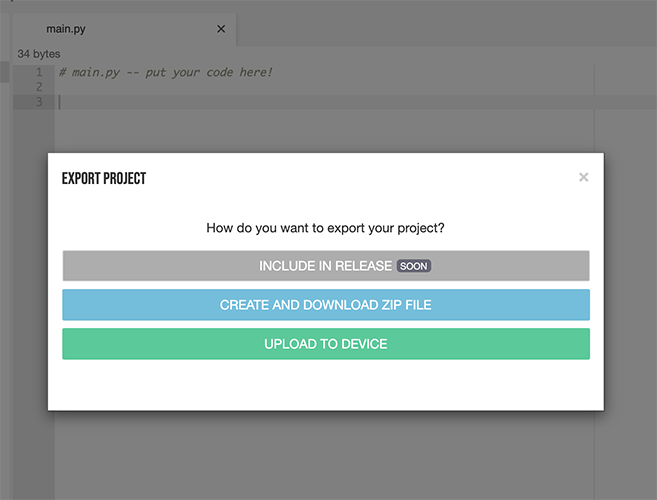 main.py ×
34 bytes
1 # main.py -- put your code here!
2
3
EXPORT PROJECT ×
How do you want to export your project?
INCLUDE IN RELEASE SOON
CREATE AND DOWNLOAD ZIP FILE
UPLOAD TO DEVICE